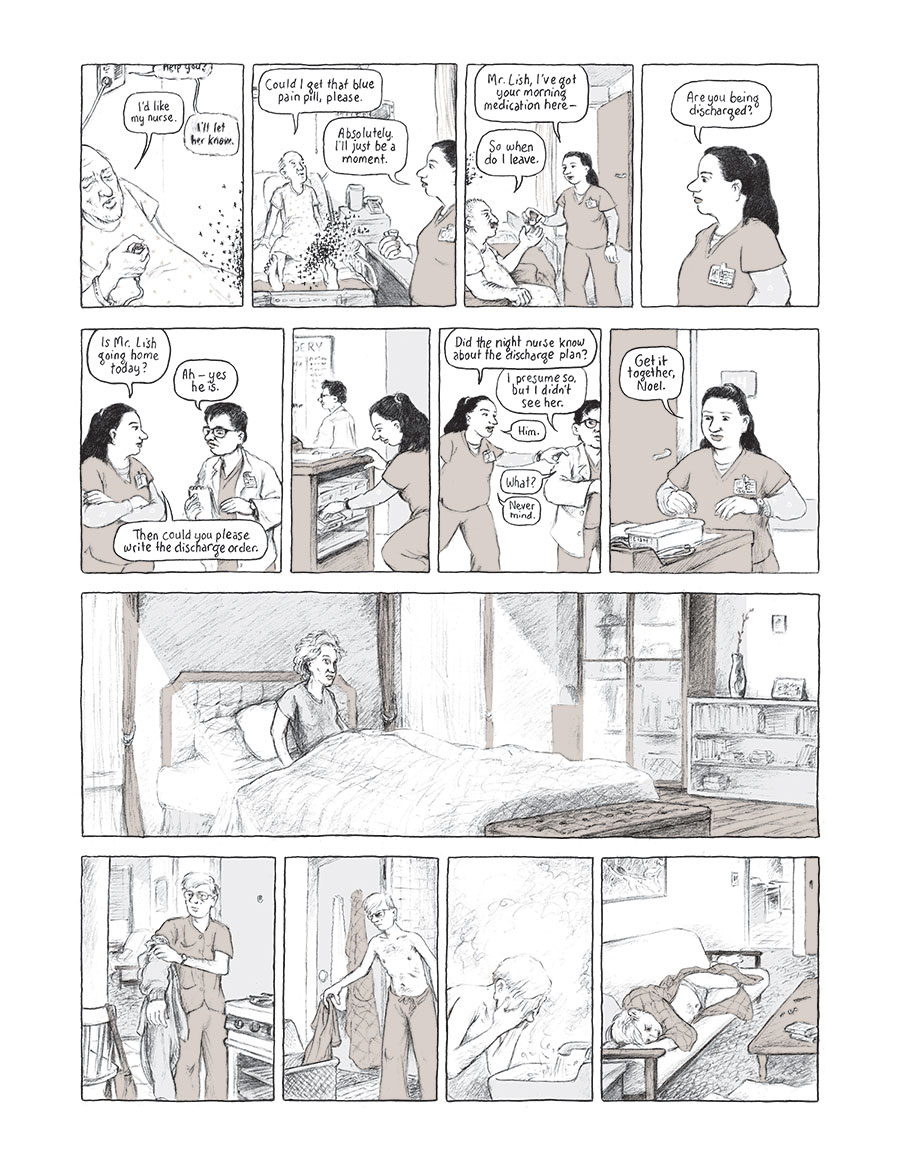 help you?
I'd like
my nurse.
I'll let
her know.
Could I get that blue
pain pill, please.
Absolutely.
I'll just be a
moment.
Mr. Lish, I've got
your morning
medication here—
So when
do I leave.
Are you being
discharged?
Is Mr. Lish
going home
today?
Ah – yes
he is.
Then could you please
write the discharge order.
GERY
Did the night nurse know
about the discharge plan?
I presume so,
but I didn't
see her.
Him.
What?
Never
mind.
Get it
together,
Noel.
LISH